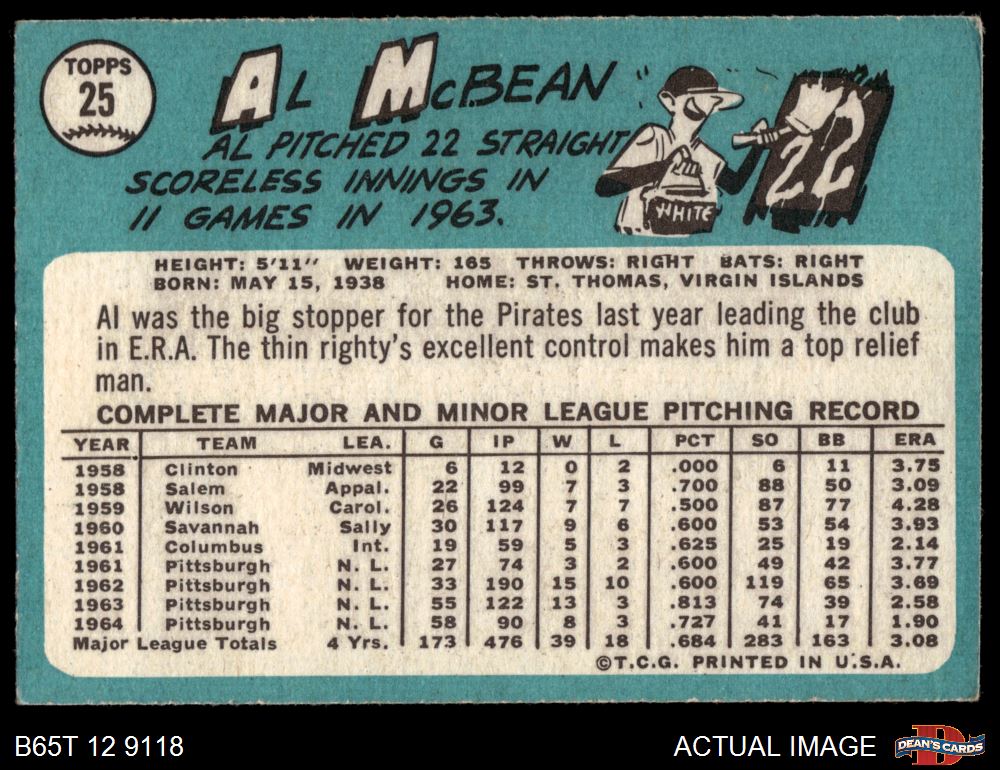 TOPPS
25
AL McBEAN
AL PITCHED 22 STRAIGHT
SCORELESS INNINGS IN
11 GAMES IN 1963.
WHITE
22
HEIGHT: 5'11" WEIGHT: 165 THROWS: RIGHT BATS: RIGHT
BORN: MAY 15, 1938 HOME: ST. THOMAS, VIRGIN ISLANDS
Al was the big stopper for the Pirates last year leading the club
in E.R.A. The thin righty's excellent control makes him a top relief
man.
COMPLETE MAJOR AND MINOR LEAGUE PITCHING RECORD
YEAR TEAM LEA. G IP W L PCT SO BB ERA
1958 Clinton Midwest 6 12 0 2 .000 6 11 3.75
1958 Salem Appal. 22 99 7 3 .700 88 50 3.09
1959 Wilson Carol. 26 124 7 7 .500 87 77 4.28
1960 Savannah Sally 30 117 9 6 .600 53 54 3.93
1961 Columbus Int. 19 59 5 3 .625 25 19 2.14
1961 Pittsburgh N. L. 27 74 3 2 .600 49 42 3.77
1962 Pittsburgh N. L. 33 190 15 10 .600 119 65 3.69
1963 Pittsburgh N. L. 55 122 13 3 .813 74 39 2.58
1964 Pittsburgh N. L. 58 90 8 3 .727 41 17 1.90
Major League Totals 4 Yrs. 173 476 39 18 .684 283 163 3.08
©T.C.G. PRINTED IN U.S.A.
B65T 12 9118
ACTUAL IMAGE
DEAN'S CARDS